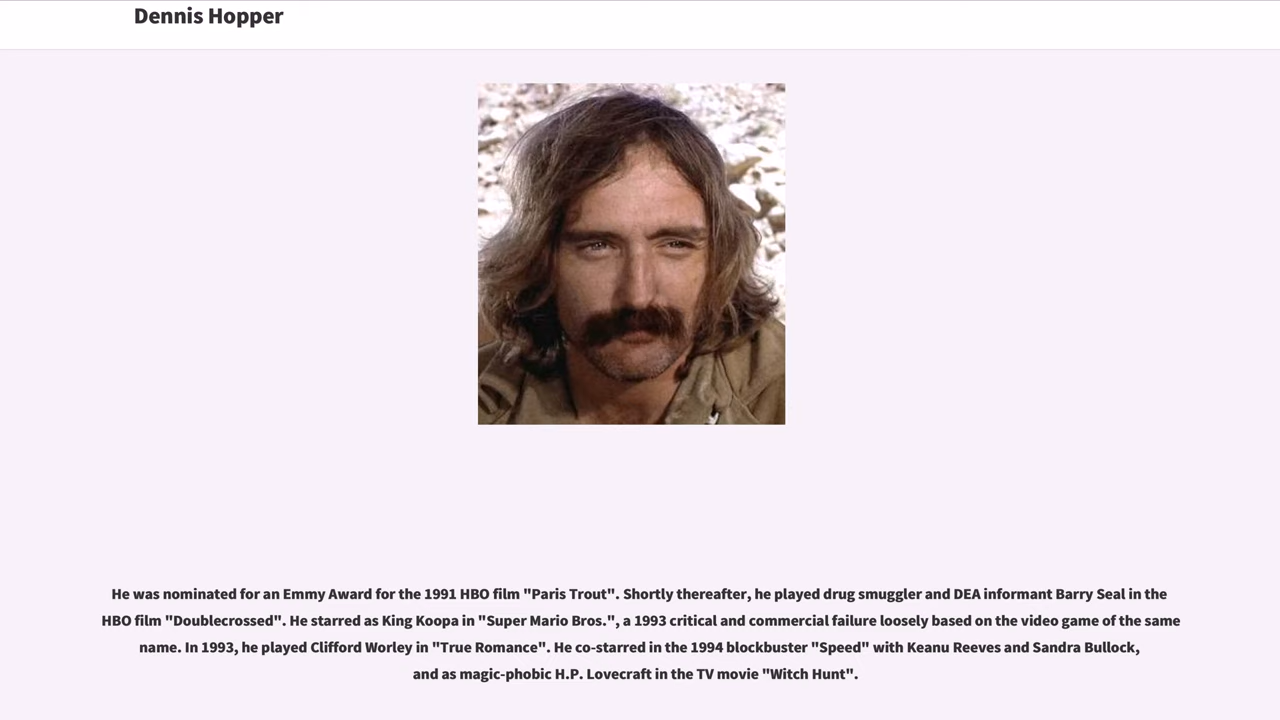 Dennis Hopper
He was nominated for an Emmy Award for the 1991 HBO film "Paris Trout". Shortly thereafter, he played drug smuggler and DEA informant Barry Seal in the
HBO film "Doublecrossed". He starred as King Koopa in "Super Mario Bros.", a 1993 critical and commercial failure loosely based on the video game of the same
name. In 1993, he played Clifford Worley in "True Romance". He co-starred in the 1994 blockbuster "Speed" with Keanu Reeves and Sandra Bullock,
and as magic-phobic H.P. Lovecraft in the TV movie "Witch Hunt".